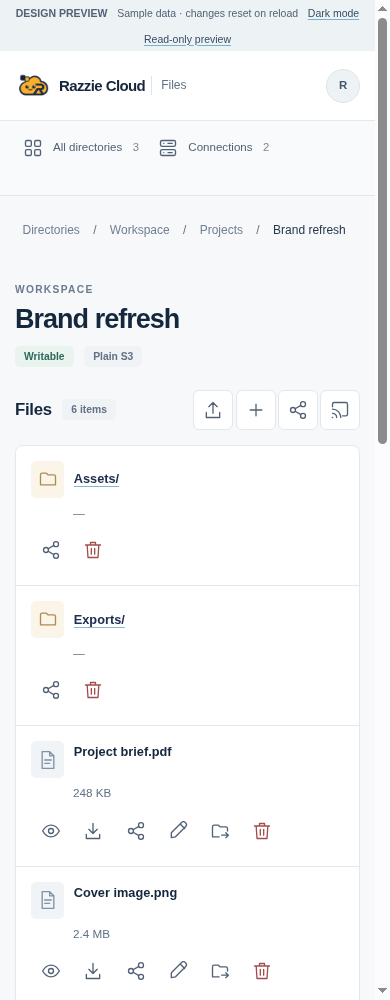 DESIGN PREVIEW Sample data · changes reset on reload Dark mode
Read-only preview
Razzie Cloud Files R
All directories 3 Connections 2
Directories / Workspace / Projects / Brand refresh
WORKSPACE
Brand refresh
Writable Plain S3
Files 6 items
Assets/
—
Exports/
—
Project brief.pdf
248 KB
Cover image.png
2.4 MB